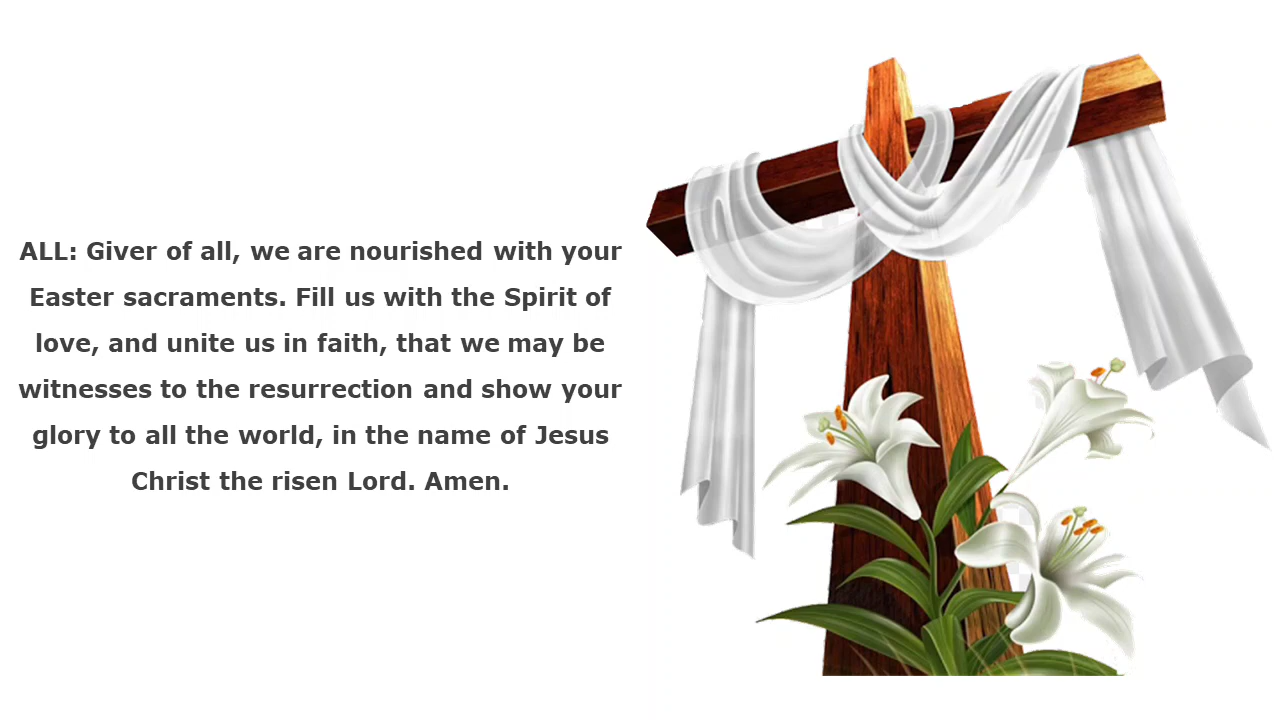 ALL: Giver of all, we are nourished with your
Easter sacraments. Fill us with the Spirit of
love, and unite us in faith, that we may be
witnesses to the resurrection and show your
glory to all the world, in the name of Jesus
Christ the risen Lord. Amen.